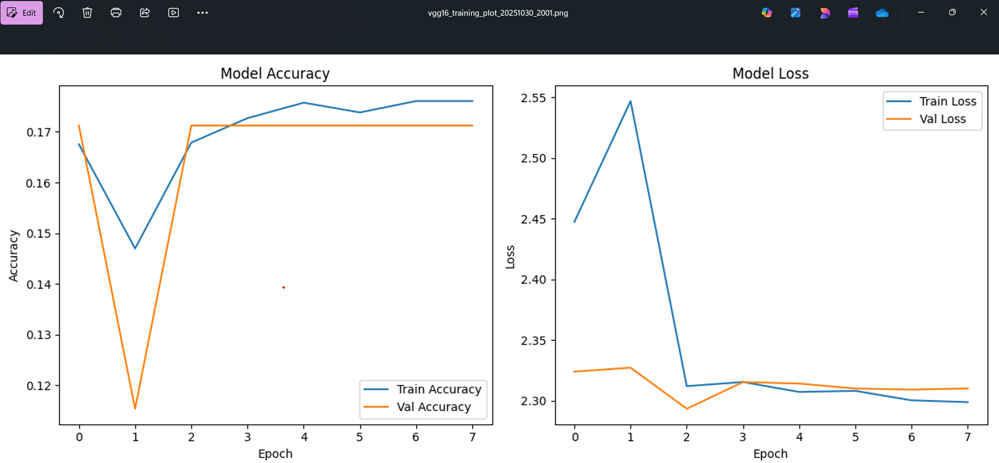 Edit
vgg16_training_plot_20251030_2001.png
Model Accuracy
Accuracy
0.17
0.16
0.15
0.14
0.13
0.12
Train Accuracy
Val Accuracy
0 1 2 3 4 5 6 7
Epoch
Model Loss
Loss
2.55
2.50
2.45
2.40
2.35
2.30
Train Loss
Val Loss
0 1 2 3 4 5 6 7
Epoch